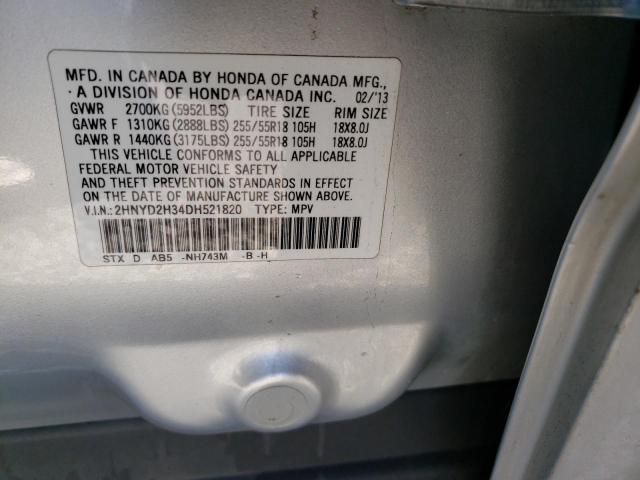 MFD. IN CANADA BY HONDA OF CANADA MFG.,
A DIVISION OF HONDA CANADA INC. 02/'13
GVWR 2700KG(5952LBS) TIRE SIZE RIM SIZE
GAWR F 1310KG(2888LBS) 255/55R18 105H 18X8.0J
GAWR R 1440KG(3175LBS) 255/55R18 105H 18X8.0J
THIS VEHICLE CONFORMS TO ALL APPLICABLE
FEDERAL MOTOR VEHICLE SAFETY
AND THEFT PREVENTION STANDARDS IN EFFECT
ON THE DATE OF MANUFACTURE SHOWN ABOVE.
V.I.N.:2HNYD2H34DH521820 TYPE: MPV
STX D AB5 -NH743M -B -H